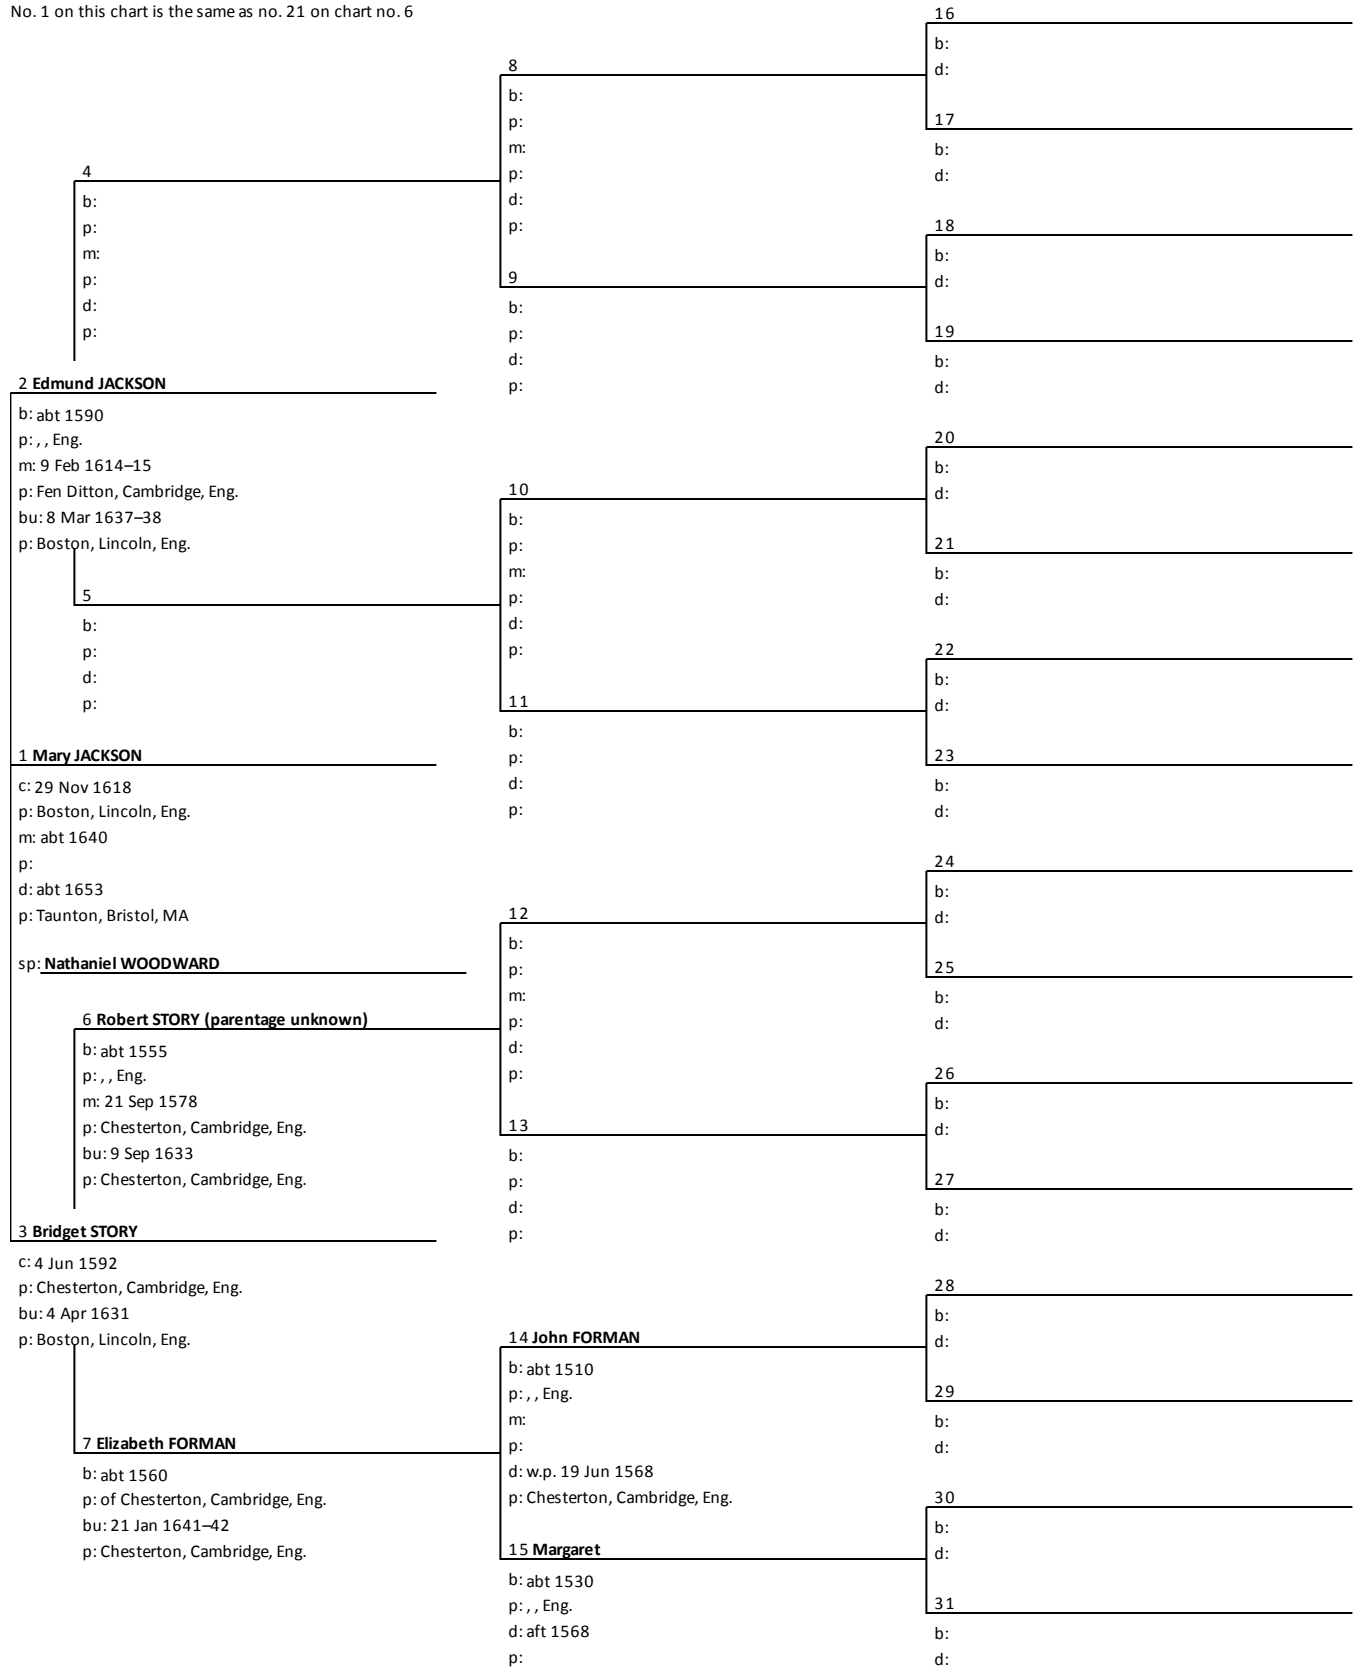 No. 1 on this chart is the same as no. 21 on chart no. 6
16
b:
d:
8
b:
p:
m:
p:
d:
p:
17
b:
d:
4
b:
p:
m:
p:
d:
p:
18
b:
d:
9
b:
p:
d:
p:
19
b:
d:
2 Edmund JACKSON
b: abt 1590
p: , , Eng.
m: 9 Feb 1614–15
p: Fen Ditton, Cambridge, Eng.
bu: 8 Mar 1637–38
p: Boston, Lincoln, Eng.
20
b:
d:
10
b:
p:
m:
p:
d:
p:
21
b:
d:
5
b:
p:
d:
p:
22
b:
d:
11
b:
p:
d:
p:
23
b:
d:
1 Mary JACKSON
c: 29 Nov 1618
p: Boston, Lincoln, Eng.
m: abt 1640
p:
d: abt 1653
p: Taunton, Bristol, MA
sp: Nathaniel WOODWARD
24
b:
d:
12
b:
p:
m:
p:
d:
p:
25
b:
d:
6 Robert STORY (parentage unknown)
b: abt 1555
p: , , Eng.
m: 21 Sep 1578
p: Chesterton, Cambridge, Eng.
bu: 9 Sep 1633
p: Chesterton, Cambridge, Eng.
26
b:
d:
13
b:
p:
d:
p:
27
b:
d:
3 Bridget STORY
c: 4 Jun 1592
p: Chesterton, Cambridge, Eng.
bu: 4 Apr 1631
p: Boston, Lincoln, Eng.
28
b:
d:
14 John FORMAN
b: abt 1510
p: , , Eng.
m:
p:
d: w.p. 19 Jun 1568
p: Chesterton, Cambridge, Eng.
29
b:
d:
7 Elizabeth FORMAN
b: abt 1560
p: of Chesterton, Cambridge, Eng.
bu: 21 Jan 1641–42
p: Chesterton, Cambridge, Eng.
30
b:
d:
15 Margaret
b: abt 1530
p: , , Eng.
d: aft 1568
p:
31
b:
d: